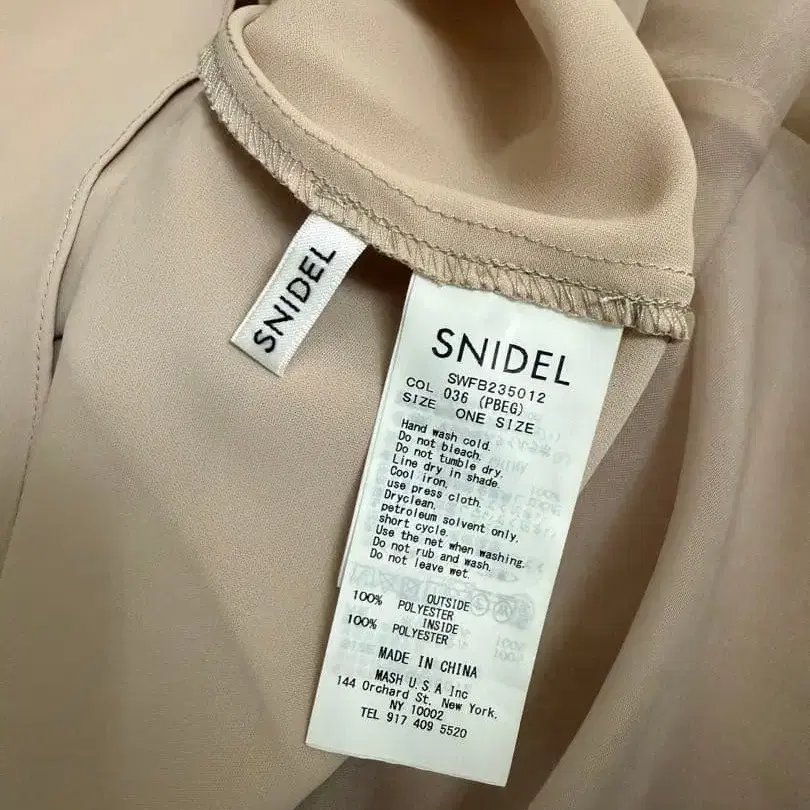 SNIDEL
SNIDEL
SWFB235012
COL 036 (PBEG)
SIZE ONE SIZE
Hand wash cold.
Do not bleach.
Do not tumble dry.
Line dry in shade.
Cool iron.
use press cloth.
Dryclean.
petroleum solvent only.
short cycle.
Use the net when washing.
Do not rub and wash.
Do not leave wet.
OUTSIDE
100% POLYESTER
INSIDE
100% POLYESTER
MADE IN CHINA
MASH U.S.A Inc
144 Orchard St. New York.
NY 10002
TEL 917 409 5520